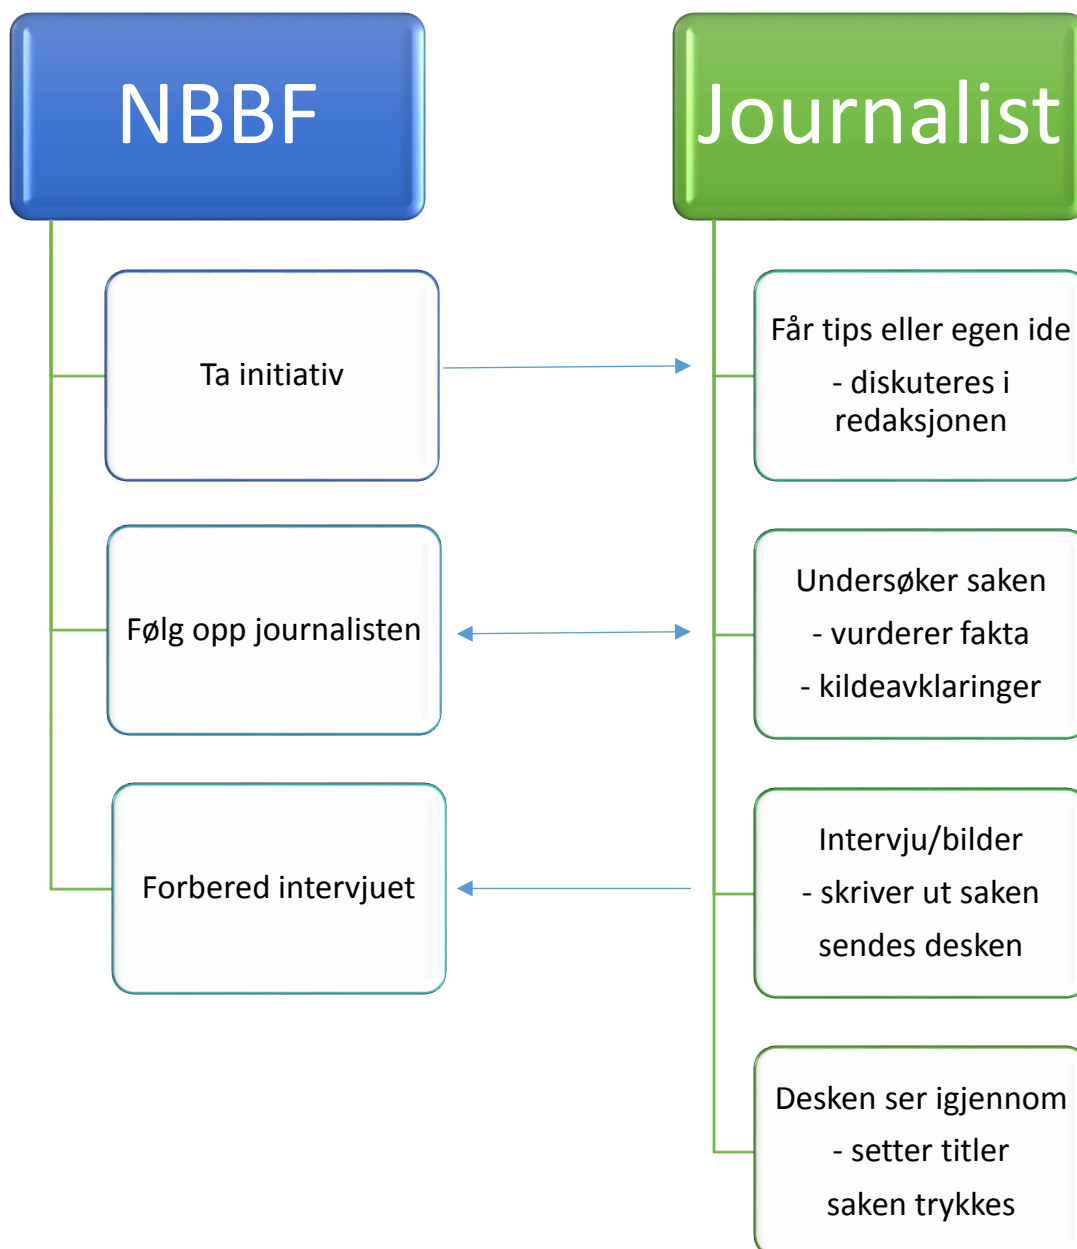 NBBF
Journalist
Ta initiativ
Får tips eller egen ide
- diskuteres i
redaksjonen
Følg opp journalisten
Undersøker saken
- vurderer fakta
- kildeavklaringer
Forbered intervjuet
Intervju/bilder
- skriver ut saken
sendes desken
Desken ser igjennom
- setter titler
saken trykkes